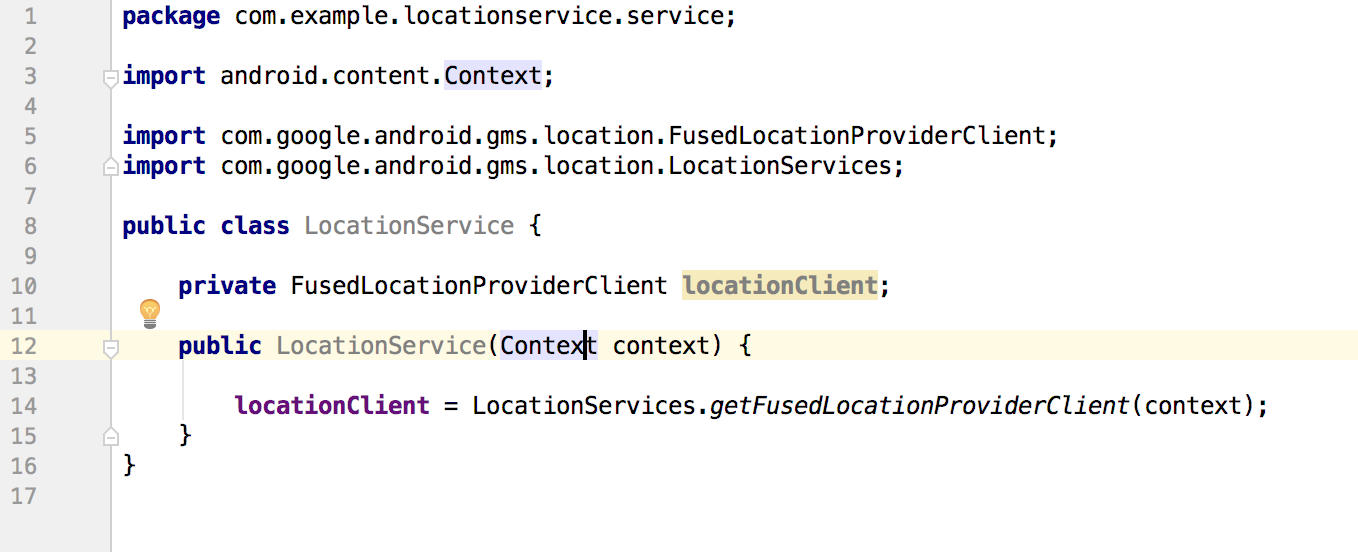 1 package com.example.locationservice.service;
2
3 import android.content.Context;
4
5 import com.google.android.gms.location.FusedLocationProviderClient;
6 import com.google.android.gms.location.LocationServices;
7
8 public class LocationService {
9
10 private FusedLocationProviderClient locationClient;
11
12 public LocationService(Context context) {
13
14 locationClient = LocationServices.getFusedLocationProviderClient(context);
15 }
16 }
17